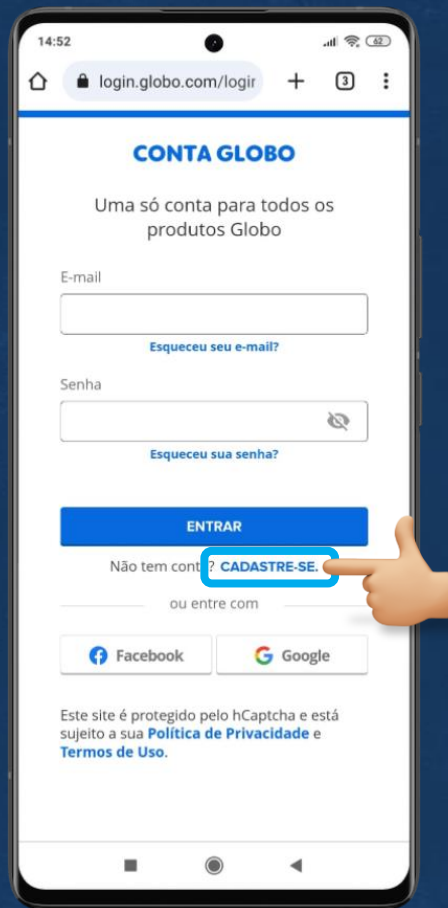 14:52
62
login.globo.com/login
3
CONTA GLOBO
Uma só conta para todos os
produtos Globo
E-mail
Esqueceu seu e-mail?
Senha
Esqueceu sua senha?
ENTRAR
Não tem conta? CADASTRE-SE.
ou entre com
Facebook
Google
Este site é protegido pelo hCaptcha e está
sujeito a sua Política de Privacidade e
Termos de Uso.